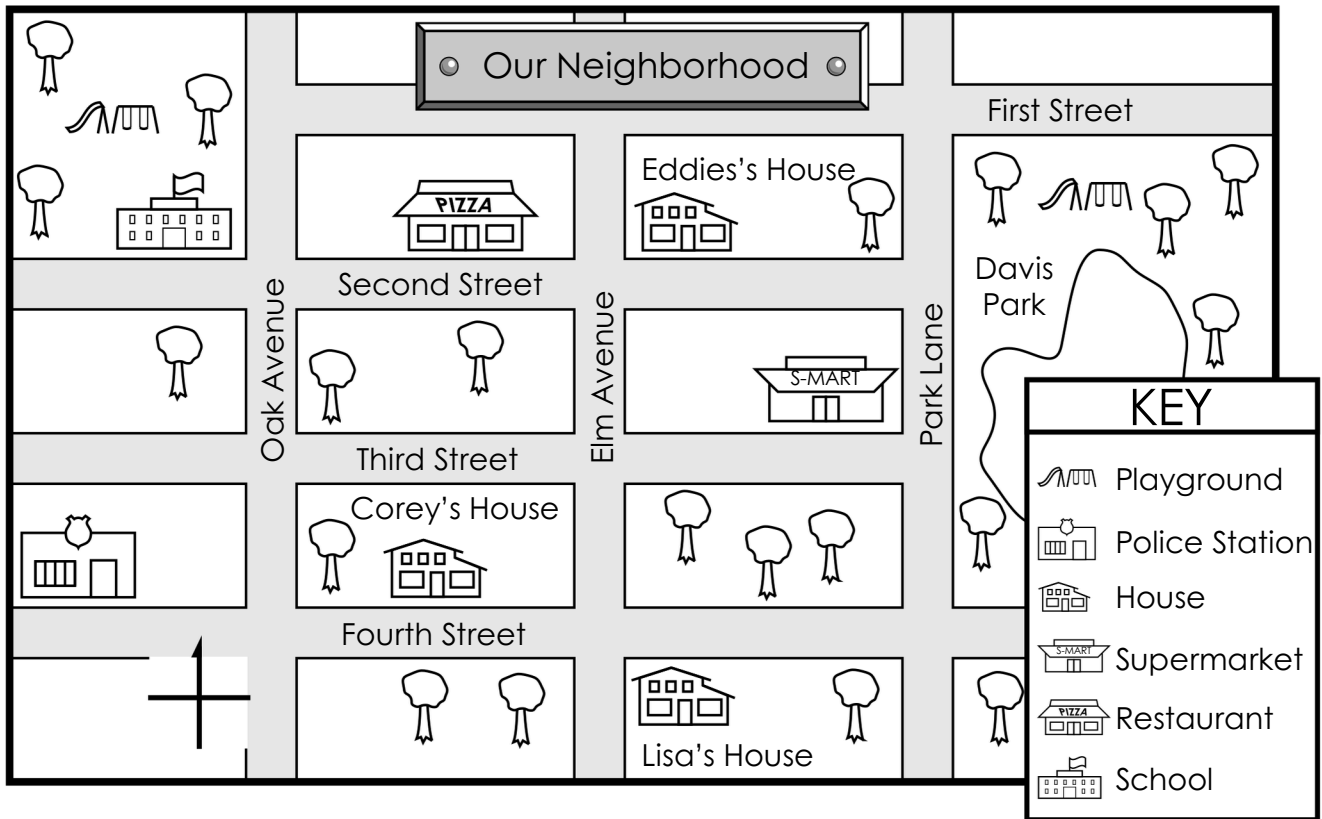 Our Neighborhood
First Street
Eddies's House
PIZZA
Davis
Park
Second Street
Oak Avenue
Elm Avenue
Park Lane
S-MART
KEY
Third Street
Playground
Corey's House
Police Station
House
Fourth Street
S-MART
Supermarket
PIZZA
Restaurant
Lisa's House
School